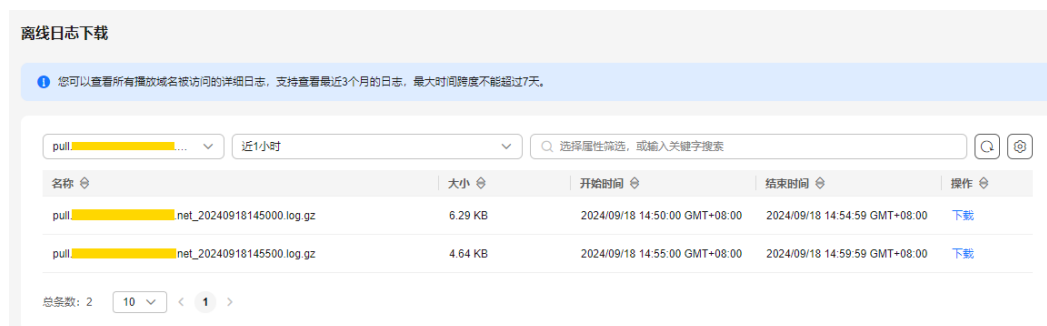 离线日志下载
您可以查看所有播放域名被访问的详细日志，支持查看最近3个月的日志，最大时间跨度不能超过7天。
pull. .... 近1小时 选择属性筛选，或输入关键字搜索
名称 大小 开始时间 结束时间 操作
pull. .net_20240918145000.log.gz 6.29 KB 2024/09/18 14:50:00 GMT+08:00 2024/09/18 14:54:59 GMT+08:00 下载
pull. net_20240918145500.log.gz 4.64 KB 2024/09/18 14:55:00 GMT+08:00 2024/09/18 14:59:59 GMT+08:00 下载
总条数：2 10 < 1 >